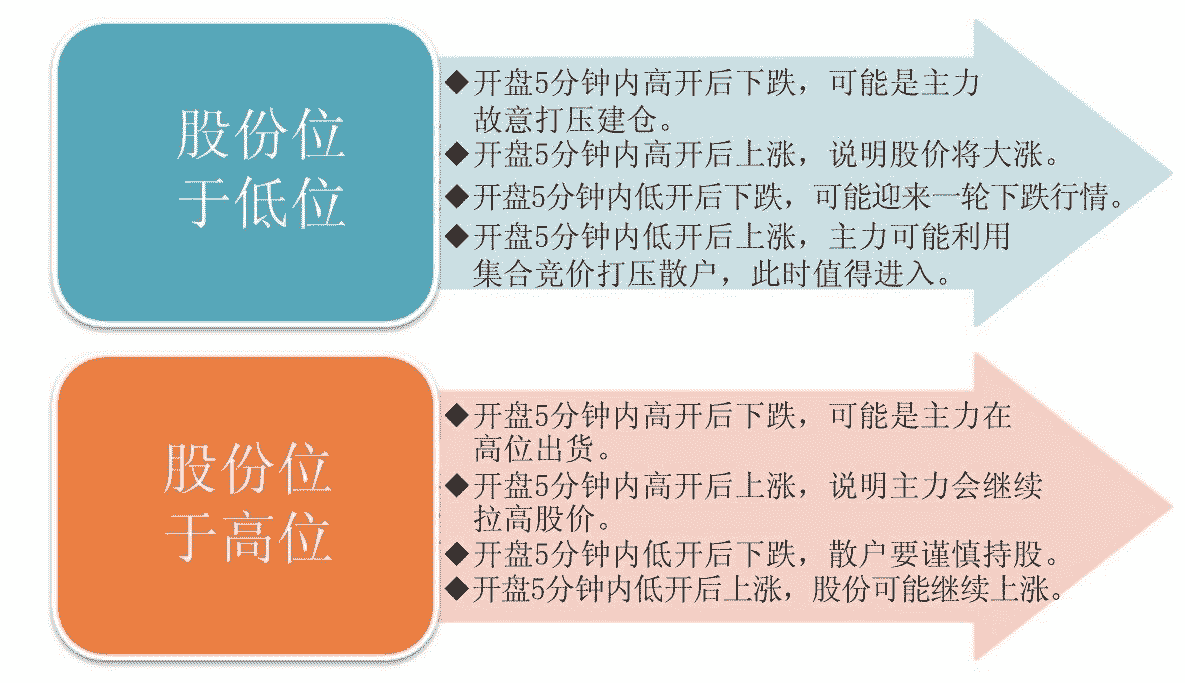 股份位
于低位
◆开盘5分钟内高开后下跌，可能是主力
故意打压建仓。
◆开盘5分钟内高开后上涨，说明股价将大涨。
◆开盘5分钟内低开后下跌，可能迎来一轮下跌行情。
◆开盘5分钟内低开后上涨，主力可能利用
集合竞价打压散户，此时值得进入。
股份位
于高位
◆开盘5分钟内高开后下跌，可能是主力在
高位出货。
◆开盘5分钟内高开后上涨，说明主力会继续
拉高股价。
◆开盘5分钟内低开后下跌，散户要谨慎持股。
◆开盘5分钟内低开后上涨，股份可能继续上涨。